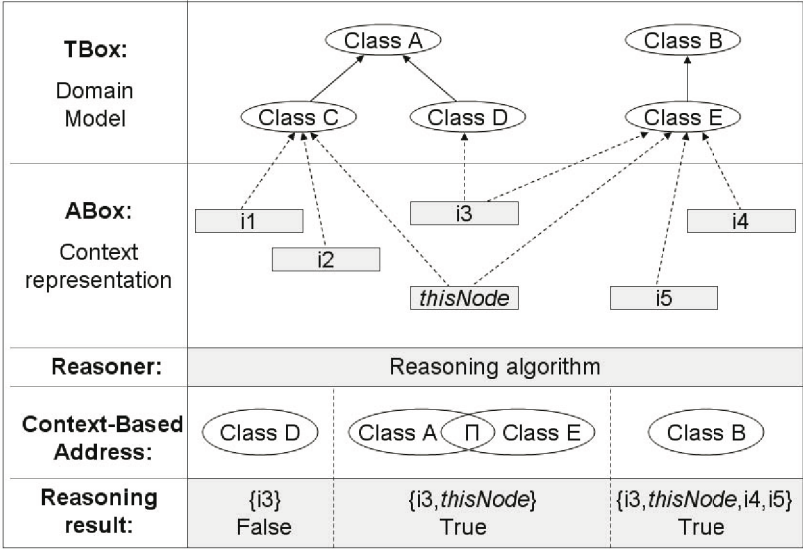 TBox:
Domain
Model
Class A
Class B
Class C
Class D
Class E
ABox:
Context
representation
i1
i2
i3
i4
thisNode
i5
Reasoner:
Reasoning algorithm
Context-Based
Address:
Class D
Class A Π Class E
Class B
Reasoning
result:
{i3}
False
{i3,thisNode}
True
{i3,thisNode,i4,i5}
True